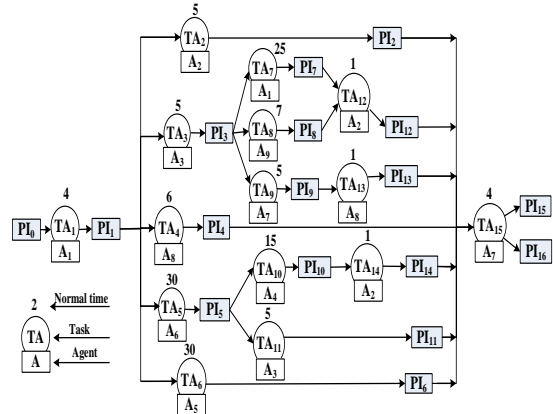 5
TA₂
A₂
PI₂
25
TA₇
A₁
PI₇
1
TA₁₂
A₂
PI₁₂
5
TA₃
A₃
PI₃
7
TA₈
A₉
PI₈
5
TA₉
A₇
PI₉
1
TA₁₃
A₈
PI₁₃
PI₀
4
TA₁
A₁
PI₁
6
TA₄
A₈
PI₄
4
TA₁₅
A₇
PI₁₅
PI₁₆
15
TA₁₀
A₄
PI₁₀
1
TA₁₄
A₂
PI₁₄
30
TA₅
A₆
PI₅
5
TA₁₁
A₃
PI₁₁
30
TA₆
A₅
PI₆
2
Normal time
TA
Task
A
Agent